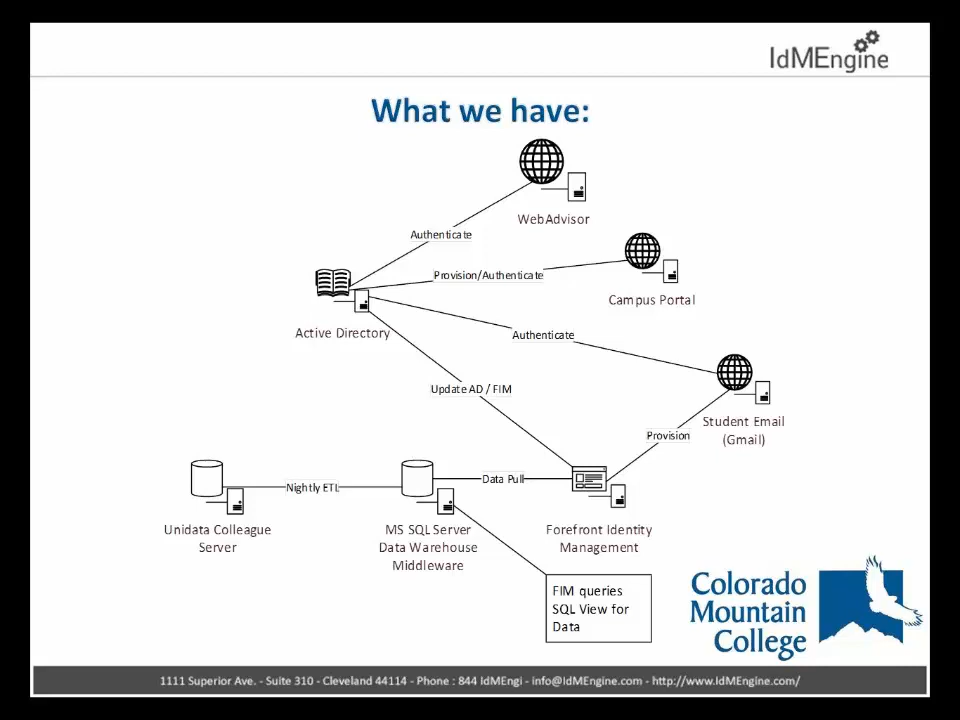 IdMEngine
What we have:
WebAdvisor
Authenticate
Provision/Authenticate
Campus Portal
Active Directory
Authenticate
Update AD / FIM
Student Email
(Gmail)
Provision
Nightly ETL
Data Pull
Unidata Colleague
Server
MS SQL Server
Data Warehouse
Middleware
Forefront Identity
Management
FIM queries
SQL View for
Data
Colorado
Mountain
College
1111 Superior Ave. - Suite 310 - Cleveland 44114 - Phone : 844 IdMEngi - info@IdMEngine.com - http://www.IdMEngine.com/